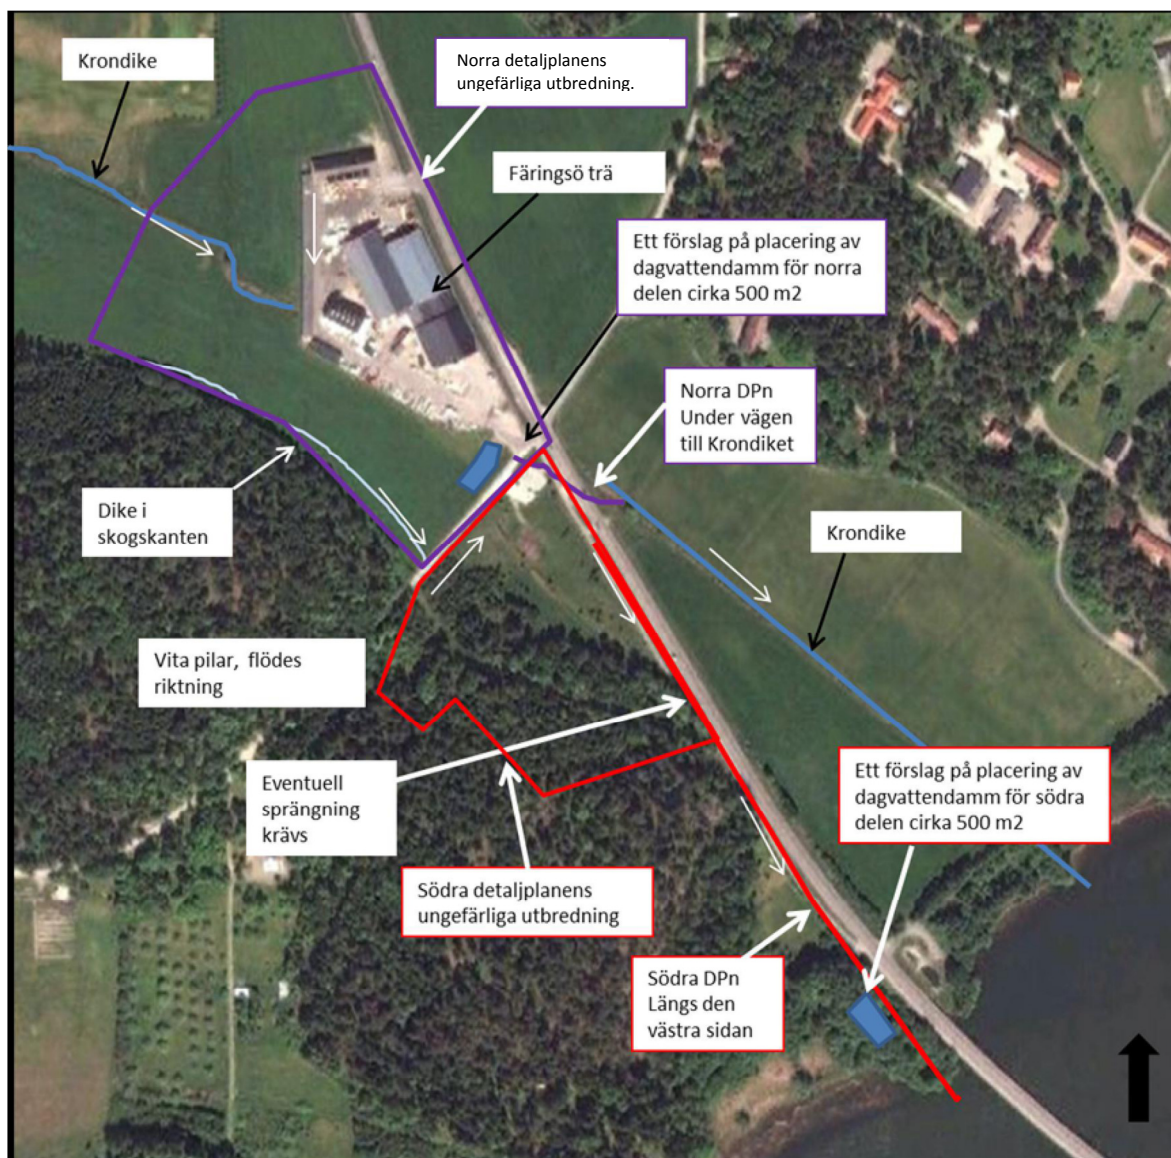 Krondike
Norra detaljplanens
ungefärliga utbredning.
Färingsö trä
Ett förslag på placering av
dagvattendamm för norra
delen cirka 500 m2
Norra DPn
Under vägen
till Krondiket
Dike i
skogskanten
Krondike
Vita pilar, flödes
riktning
Eventuell
sprängning
krävs
Ett förslag på placering av
dagvattendamm för södra
delen cirka 500 m2
Södra detaljplanens
ungefärliga utbredning
Södra DPn
Längs den
västra sidan